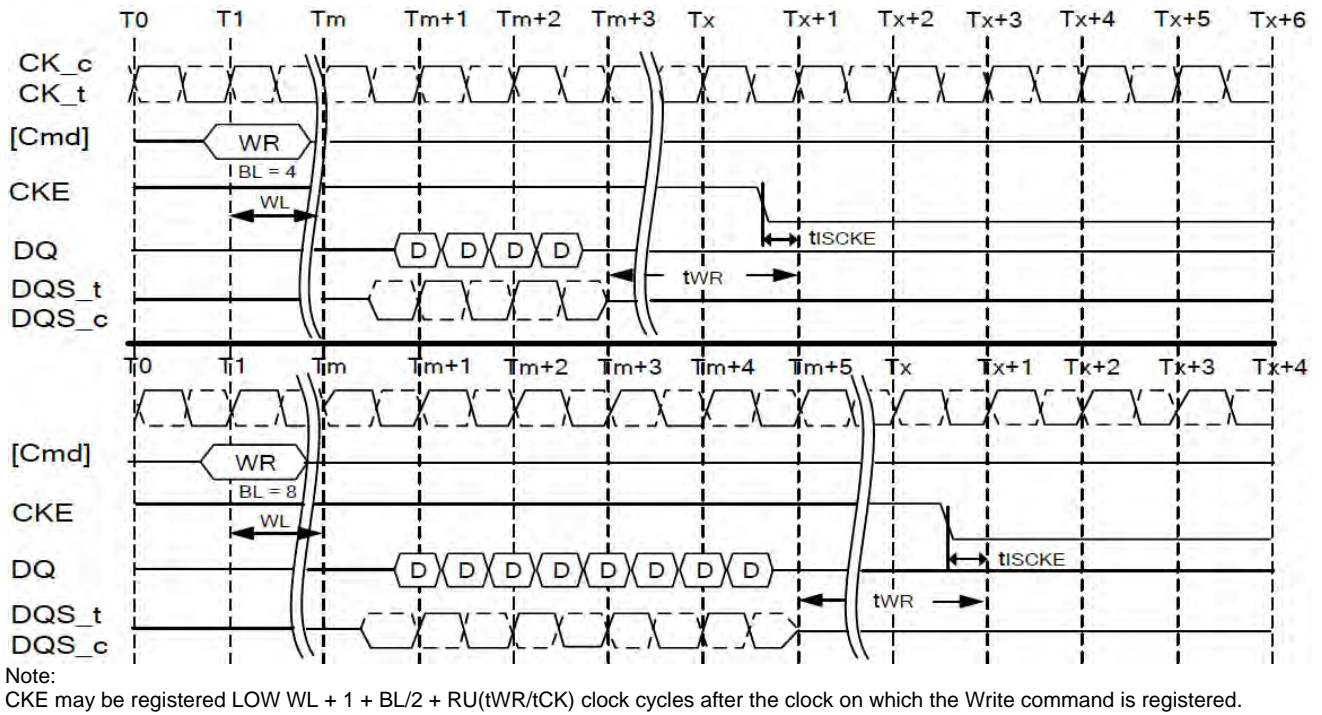 T0 T1 Tm Tm+1 Tm+2 Tm+3 Tx Tx+1 Tx+2 Tx+3 Tx+4 Tx+5 Tx+6
CK_c
CK_t
[Cmd] WR
BL = 4
CKE
WL
tISCKE
DQ D D D D
tWR
DQS_t
DQS_c
T0 T1 Tm Tm+1 Tm+2 Tm+3 Tm+4 Tm+5 Tx Tx+1 Tx+2 Tx+3 Tx+4
[Cmd] WR
BL = 8
CKE
WL
tISCKE
DQ D D D D D D D D
tWR
DQS_t
DQS_c
Note:
CKE may be registered LOW WL + 1 + BL/2 + RU(tWR/tCK) clock cycles after the clock on which the Write command is registered.